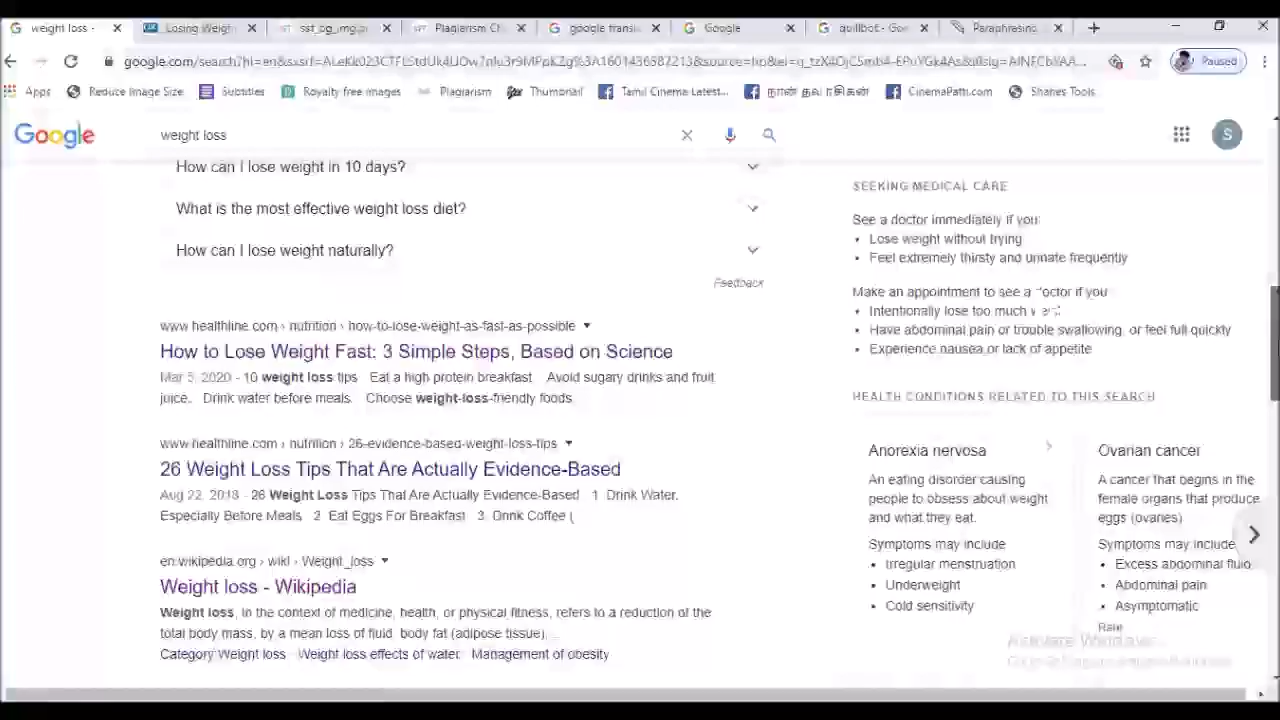 weight loss -
Losing Weight
sst_bg_img.p
Plagiarism Ch
google transl
Google
quillbot - Goo
Paraphrasing
Paused
Apps
Reduce Image Size
Subtitles
Royalty free images
Plagiarism
Thumbnail
Tamil Cinema Latest...
CinemaPatti.com
Shares Tools
Google
weight loss
S
How can I lose weight in 10 days?
What is the most effective weight loss diet?
How can I lose weight naturally?
Feedback
www.healthline.com › nutrition › how-to-lose-weight-as-fast-as-possible
How to Lose Weight Fast: 3 Simple Steps, Based on Science
Mar 5, 2020 - 10 weight loss tips Eat a high protein breakfast Avoid sugary drinks and fruit
juice. Drink water before meals. Choose weight-loss-friendly foods
www.healthline.com › nutrition › 26-evidence-based-weight-loss-tips
26 Weight Loss Tips That Are Actually Evidence-Based
Aug 22, 2018 - 26 Weight Loss Tips That Are Actually Evidence-Based 1 Drink Water,
Especially Before Meals 2 Eat Eggs For Breakfast 3 Drink Coffee (
en.wikipedia.org › wiki › Weight_loss
Weight loss - Wikipedia
Weight loss, in the context of medicine, health, or physical fitness, refers to a reduction of the
total body mass, by a mean loss of fluid, body fat (adipose tissue),
Category Weight loss Weight loss effects of water Management of obesity
SEEKING MEDICAL CARE
See a doctor immediately if you:
• Lose weight without trying
• Feel extremely thirsty and urinate frequently
Make an appointment to see a doctor if you
• Intentionally lose too much
• Have abdominal pain or trouble swallowing, or feel full quickly
• Experience nausea or lack of appetite
HEALTH CONDITIONS RELATED TO THIS SEARCH
Anorexia nervosa
An eating disorder causing
people to obsess about weight
and what they eat.
Symptoms may include
• Irregular menstruation
• Underweight
• Cold sensitivity
Ovarian cancer
A cancer that begins in the
female organs that produce
eggs (ovaries)
Symptoms may include
• Excess abdominal fluid
• Abdominal pain
• Asymptomatic
Rare
Activate Windows